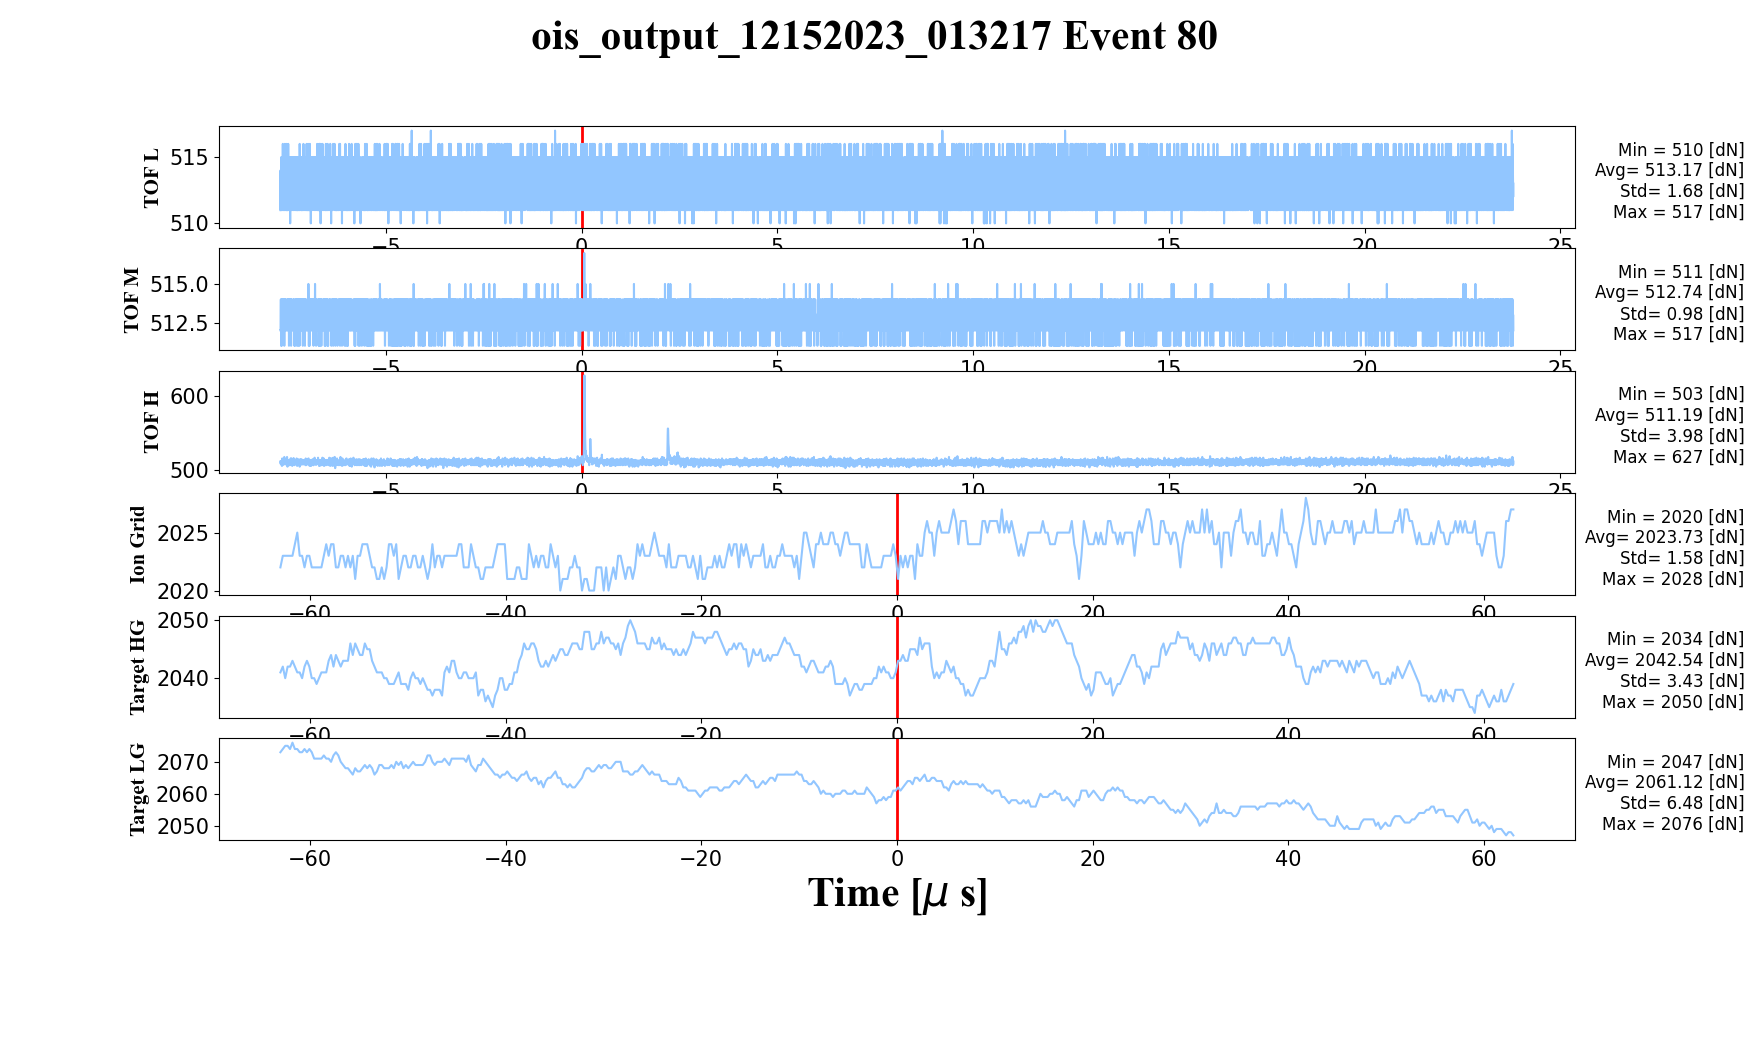 ois_output_12152023_013217 Event 80
TOF L
515
510
Min = 510 [dN]
Avg= 513.17 [dN]
Std= 1.68 [dN]
Max = 517 [dN]
−5 0 5 10 15 20 25
TOF M
515.0
512.5
Min = 511 [dN]
Avg= 512.74 [dN]
Std= 0.98 [dN]
Max = 517 [dN]
−5 0 5 10 15 20 25
TOF H
600
500
Min = 503 [dN]
Avg= 511.19 [dN]
Std= 3.98 [dN]
Max = 627 [dN]
−5 0 5 10 15 20 25
Ion Grid
2025
2020
Min = 2020 [dN]
Avg= 2023.73 [dN]
Std= 1.58 [dN]
Max = 2028 [dN]
−60 −40 −20 0 20 40 60
Target HG
2050
2040
Min = 2034 [dN]
Avg= 2042.54 [dN]
Std= 3.43 [dN]
Max = 2050 [dN]
−60 −40 −20 0 20 40 60
Target LG
2070
2060
2050
Min = 2047 [dN]
Avg= 2061.12 [dN]
Std= 6.48 [dN]
Max = 2076 [dN]
−60 −40 −20 0 20 40 60
Time [μ s]